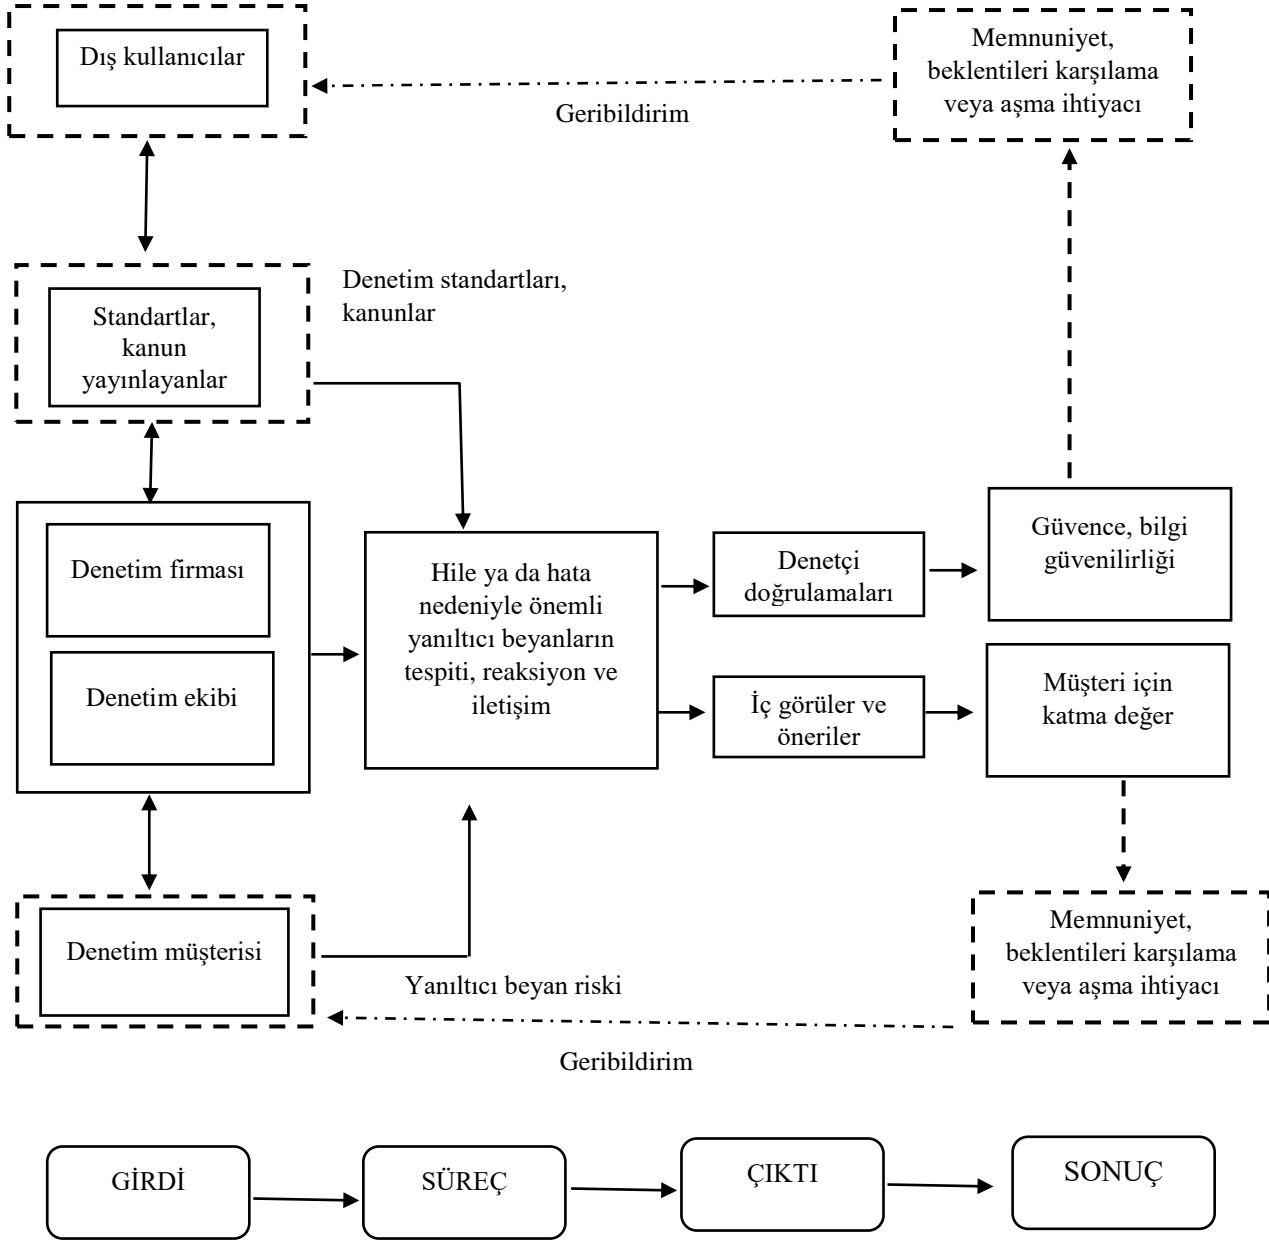 Dış kullanıcılar
Memnuniyet,
beklentileri karşılama
veya aşma ihtiyacı
Geribildirim
Denetim standartları,
kanunlar
Standartlar,
kanun
yayınlayanlar
Denetim firması
Denetim ekibi
Hile ya da hata
nedeniyle önemli
yanıltıcı beyanların
tespiti, reaksiyon ve
iletişim
Denetçi
doğrulamaları
Güvence, bilgi
güvenilirliği
İç görüler ve
öneriler
Müşteri için
katma değer
Denetim müşterisi
Yanıltıcı beyan riski
Memnuniyet,
beklentileri karşılama
veya aşma ihtiyacı
Geribildirim
GİRDİ
SÜREÇ
ÇIKTI
SONUÇ